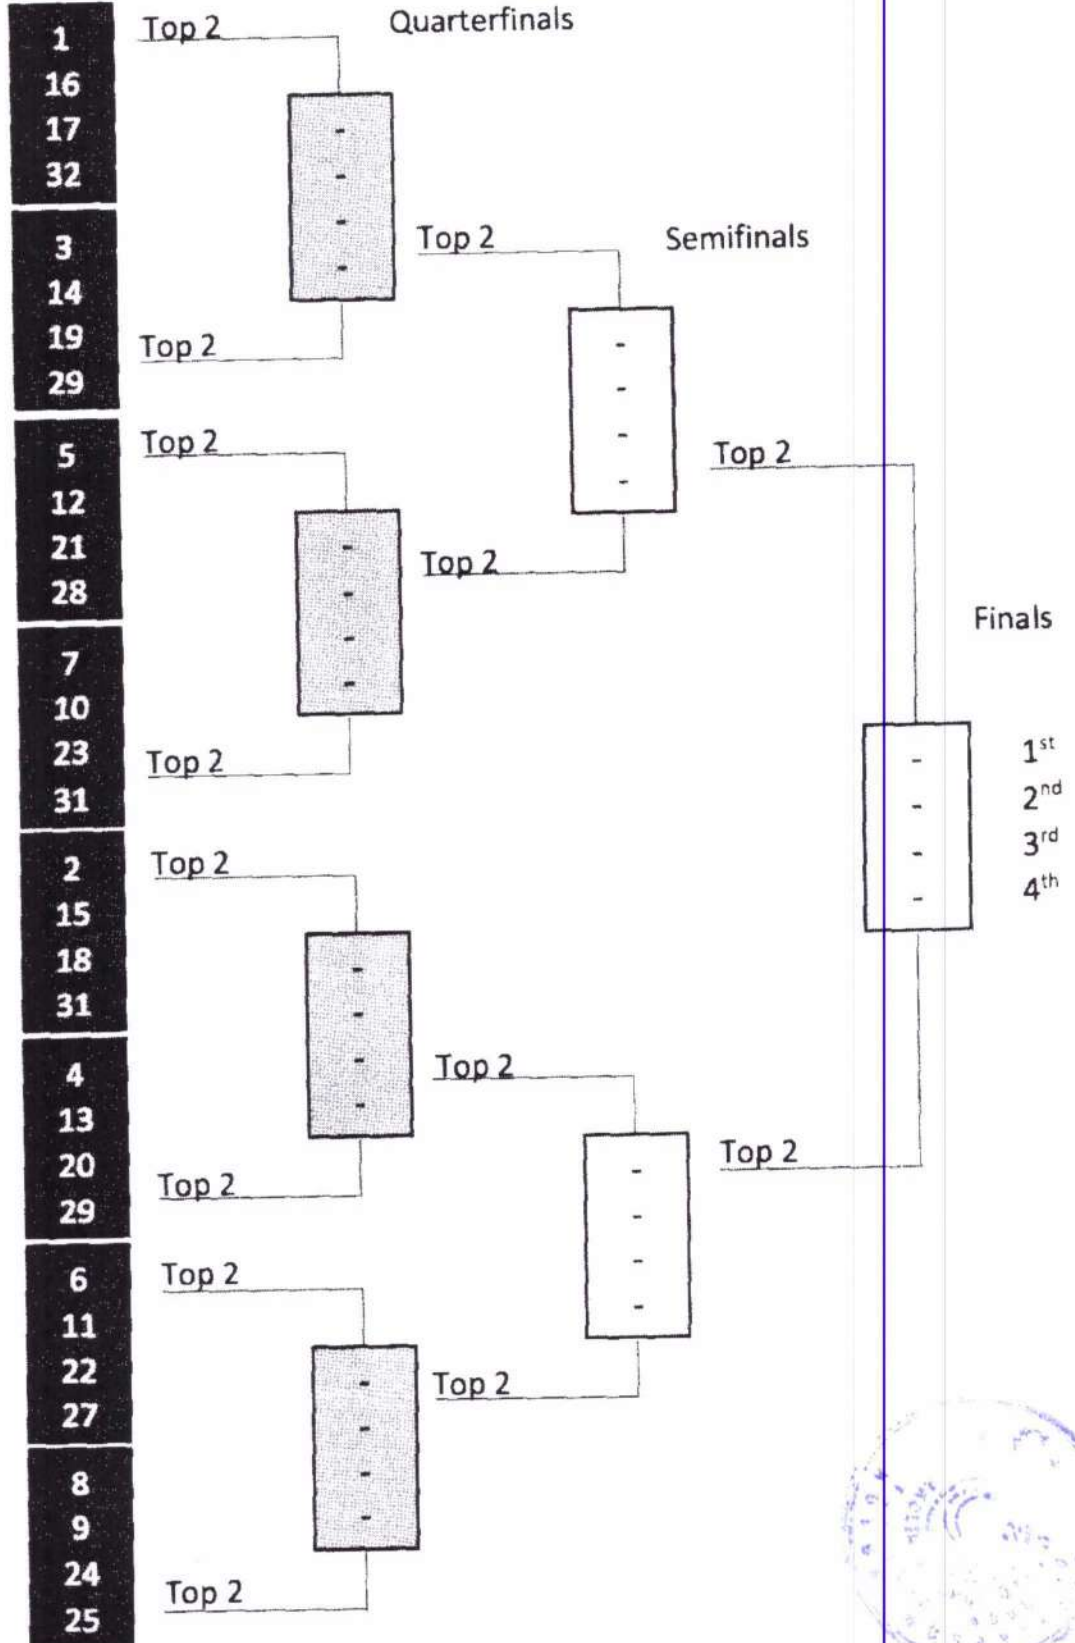 Quarterfinals
1
16
17
32
Top 2
3
14
19
29
Top 2
-
-
-
-
5
12
21
28
Top 2
7
10
23
31
Top 2
-
-
-
-
2
15
18
31
Top 2
4
13
20
29
Top 2
-
-
-
-
6
11
22
27
Top 2
8
9
24
25
Top 2
-
-
-
-
Semifinals
Top 2
-
-
-
-
Top 2
Top 2
-
-
-
-
Top 2
Finals
Top 2
- 1st
- 2nd
- 3rd
- 4th
Top 2